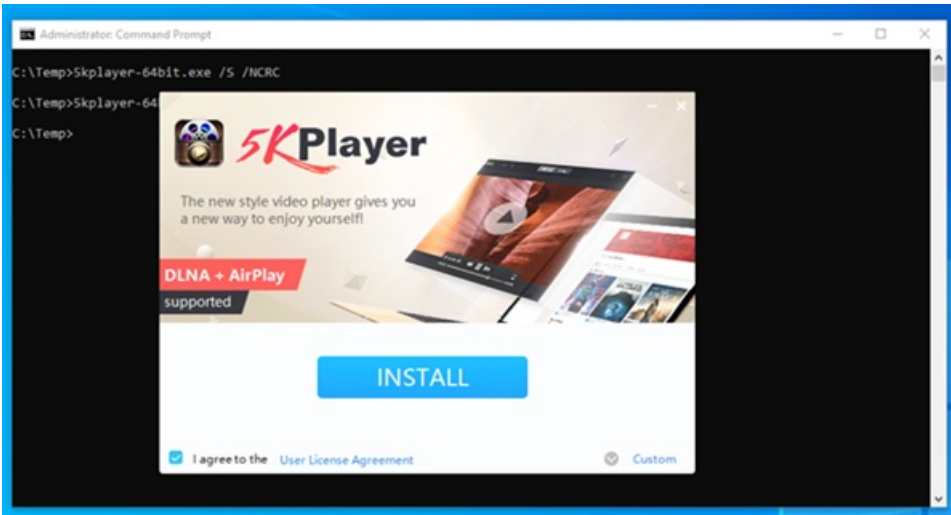 Administrator: Command Prompt
C:\Temp>5kplayer-64bit.exe /S /NCRC
C:\Temp>5kplayer-64
C:\Temp>
5KPlayer
The new style video player gives you
a new way to enjoy yourself!
DLNA + AirPlay
supported
INSTALL
I agree to the User License Agreement
Custom